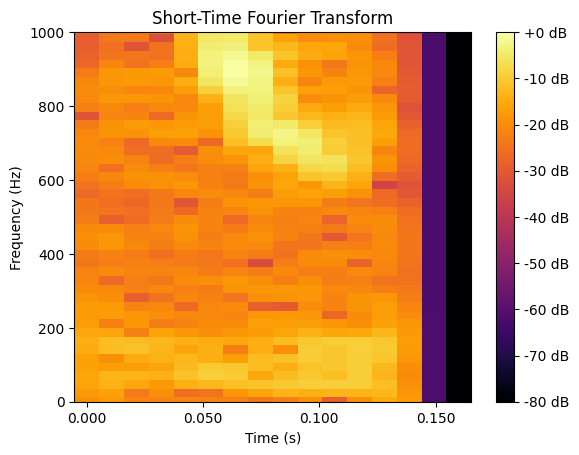 Short-Time Fourier Transform
1000
800
600
400
200
0
Frequency (Hz)
0.000
0.050
0.100
0.150
Time (s)
+0 dB
-10 dB
-20 dB
-30 dB
-40 dB
-50 dB
-60 dB
-70 dB
-80 dB